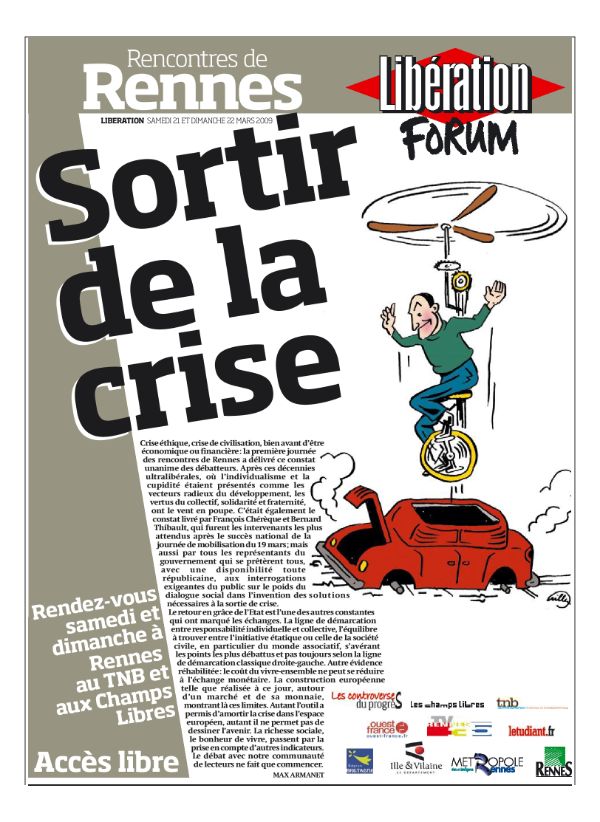 Rencontres de
Rennes
LIBERATION SAMEDI 21 ET DIMANCHE 22 MARS 2009
Libération
FORUM
Sortir
de la
crise
Crise éthique, crise de civilisation, bien avant d'être
économique ou financière : la première journée
des rencontres de Rennes a délivré ce constat
unanime des débatteurs. Après ces décennies
ultralibérales, où l'individualisme et la
cupidité étaient présentés comme les
vecteurs radieux du développement, les
vertus du collectif, solidarité et fraternité,
ont le vent en poupe. C'était également le
constat livré par François Chérèque et Bernard
Thibault, qui furent les intervenants les plus
attendus après le succès national de la
journée de mobilisation du 19 mars ; mais
aussi par tous les représentants du
gouvernement qui se prêtèrent tous,
avec une disponibilité toute
républicaine, aux interrogations
exigeantes du public sur le poids du
dialogue social dans l'invention des solutions
nécessaires à la sortie de crise.
Le retour en grâce de l'Etat est l'une des autres constantes
qui ont marqué les échanges. La ligne de démarcation
entre responsabilité individuelle et collective, l'équilibre
à trouver entre l'initiative étatique ou celle de la société
civile, en particulier du monde associatif, s'avérant
les points les plus débattus et pas toujours selon la ligne
de démarcation classique droite-gauche. Autre évidence
réhabilitée : le coût du vivre-ensemble ne peut se réduire
à l'échange monétaire. La construction européenne
telle que réalisée à ce jour, autour
d'un marché et de sa monnaie,
montrant là ces limites. Autant l'outil a
permis d'amortir la crise dans l'espace
européen, autant il ne permet pas de
dessiner l'avenir. La richesse sociale,
le bonheur de vivre, passent par la
prise en compte d'autres indicateurs.
le débat avec notre communauté
de lecteurs ne fait que commencer.
MAX ARMANET
Willem
Rendez-vous
samedi et
dimanche à
Rennes
au TNB et
aux Champs
Libres
Accès libre
Les controverses
du progrès
Les champs Libres
tnb
ouest
france
ouest-france.fr
TV
letudiant.fr
BRETAGNE
Ille & Vilaine
LE DÉPARTEMENT
METROPOLE
Rennes
RENNES